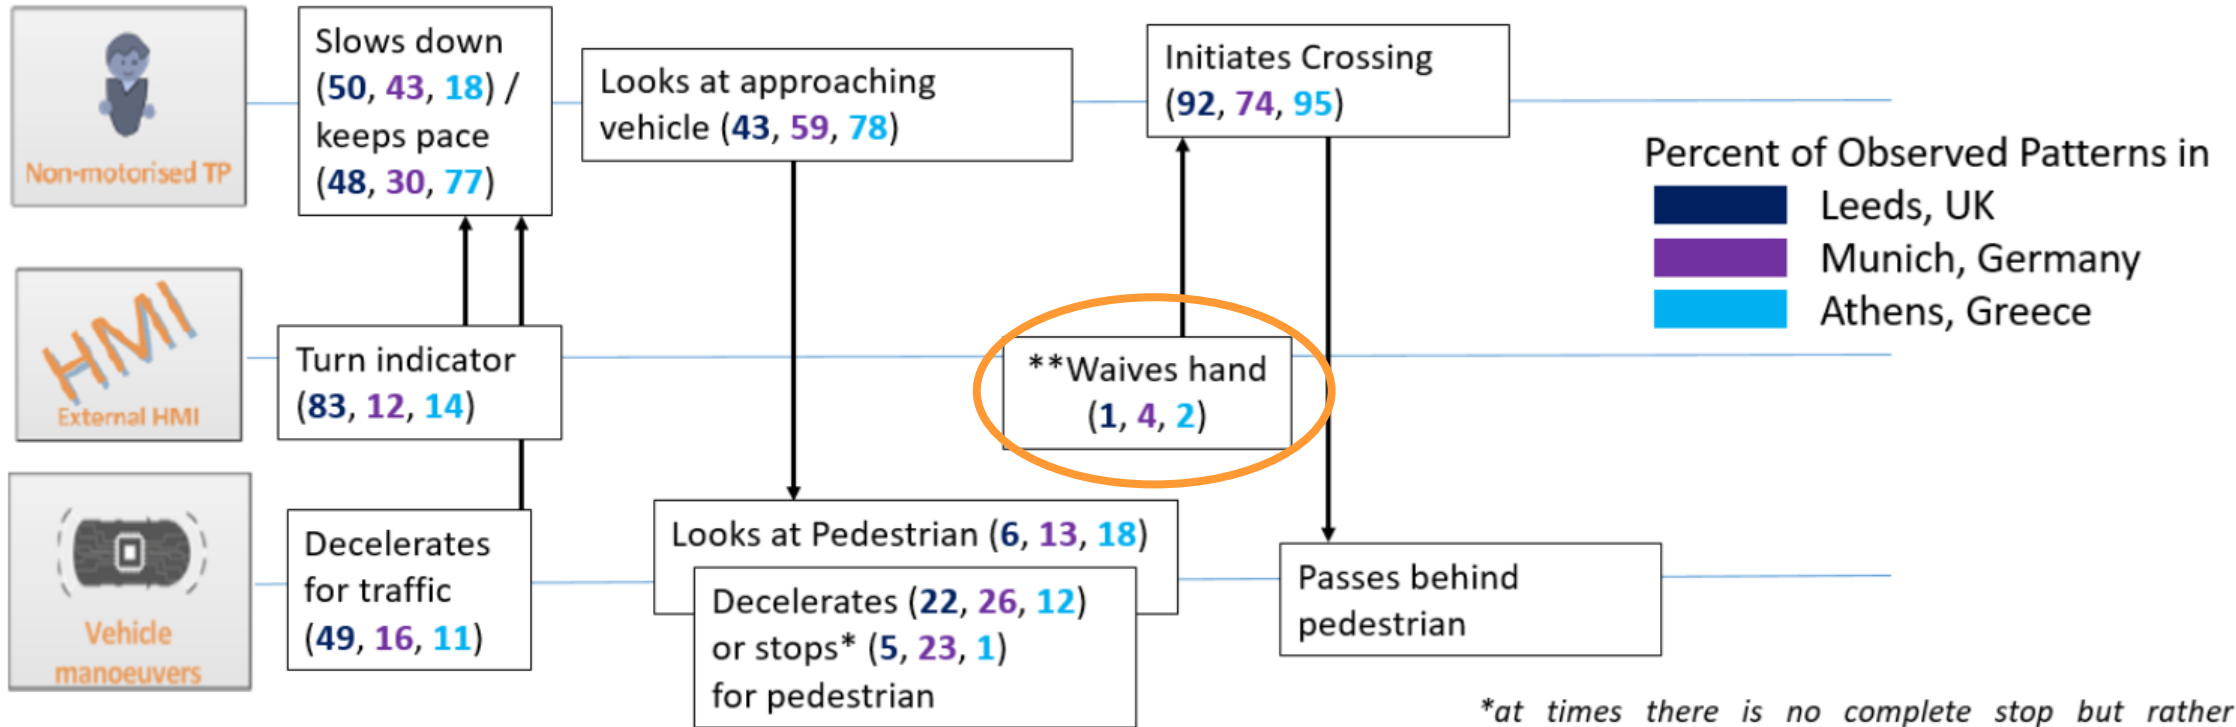 Non-motorised TP
Slows down
(50, 43, 18) /
keeps pace
(48, 30, 77)
Looks at approaching
vehicle (43, 59, 78)
Initiates Crossing
(92, 74, 95)
Percent of Observed Patterns in
Leeds, UK
Munich, Germany
Athens, Greece
HMI
External HMI
Turn indicator
(83, 12, 14)
**Waives hand
(1, 4, 2)
Vehicle
manoeuvers
Decelerates
for traffic
(49, 16, 11)
Looks at Pedestrian (6, 13, 18)
Decelerates (22, 26, 12)
or stops* (5, 23, 1)
for pedestrian
Passes behind
pedestrian
*at times there is no complete stop but rather